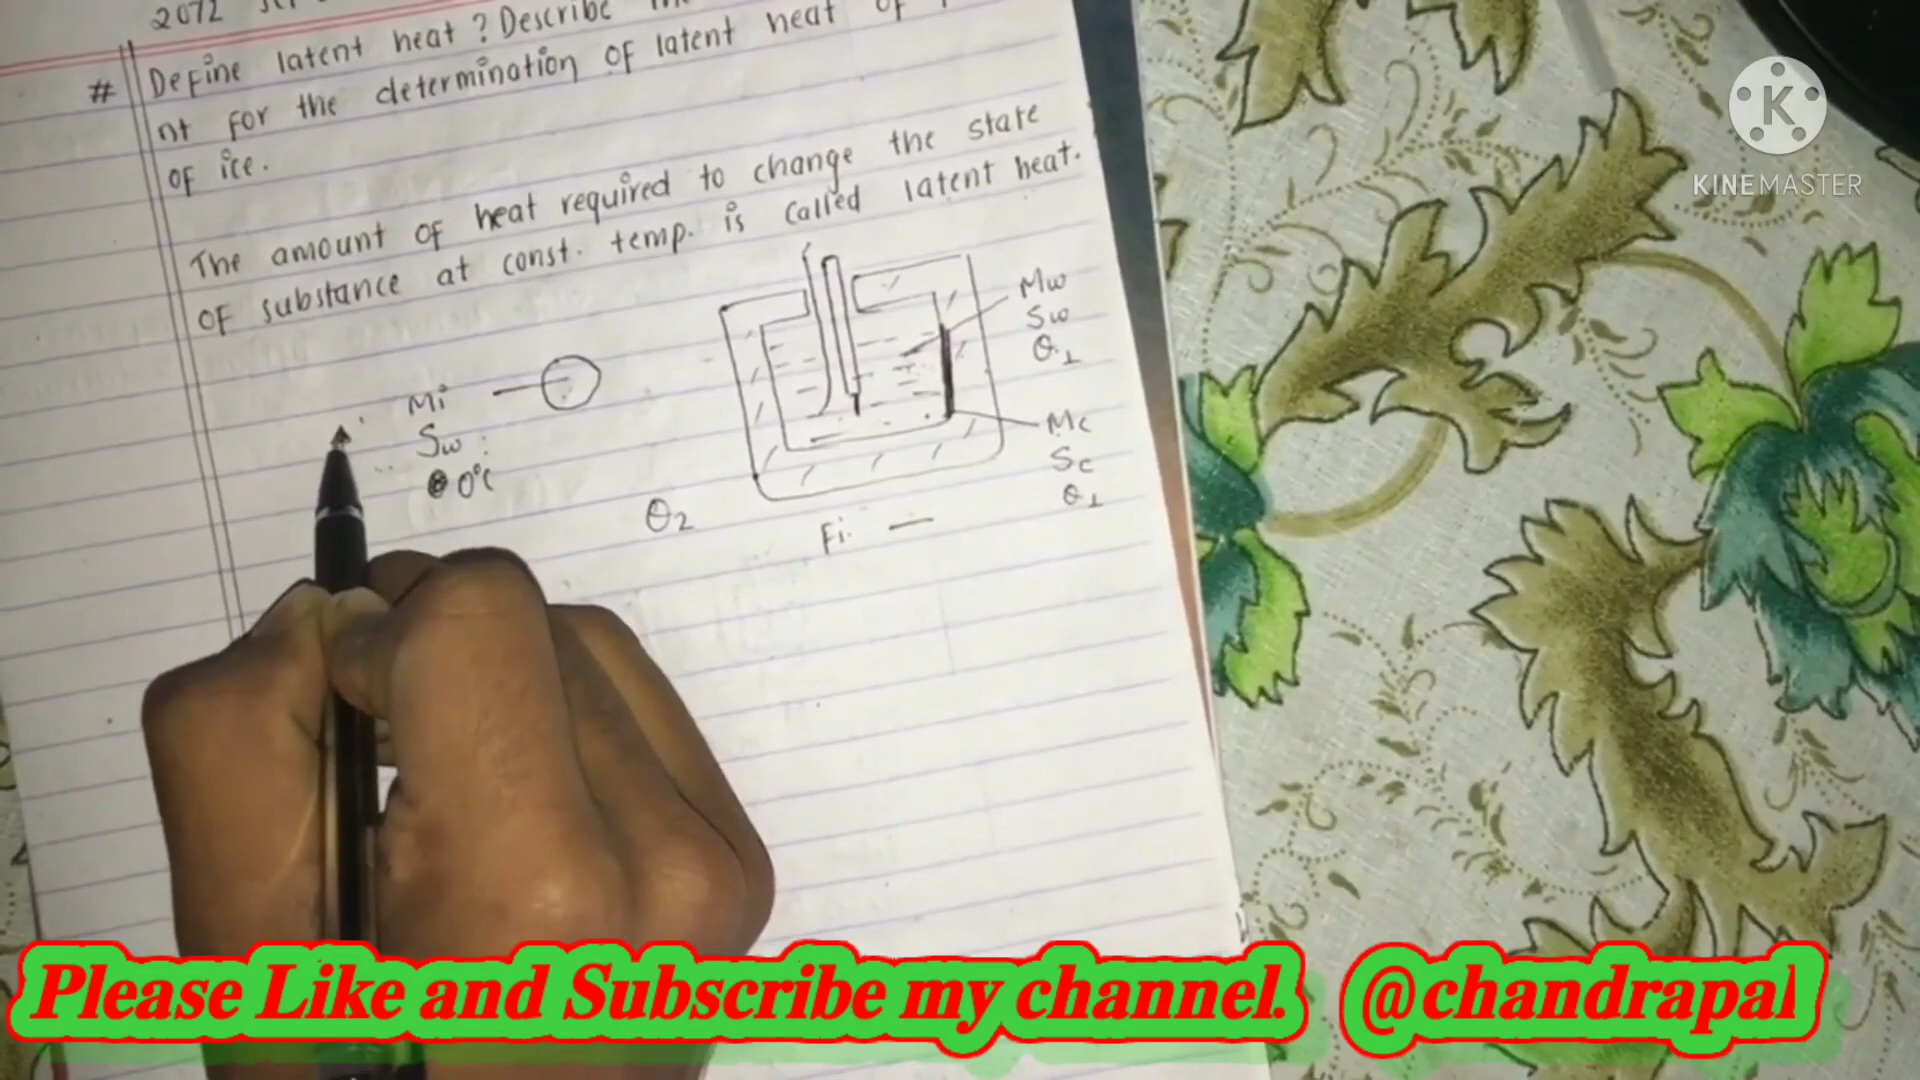 2072
# Define latent heat ? Describe
nt for the determination of latent heat of
of ice.
The amount of heat required to change the state
of substance at const. temp. is called latent heat.
Mi
Sw
0°C
θ2
Mw
Sw
θ1
Mc
Sc
θ1
Fi. —
K
KINEMASTER
Please Like and Subscribe my channel. @chandrapal